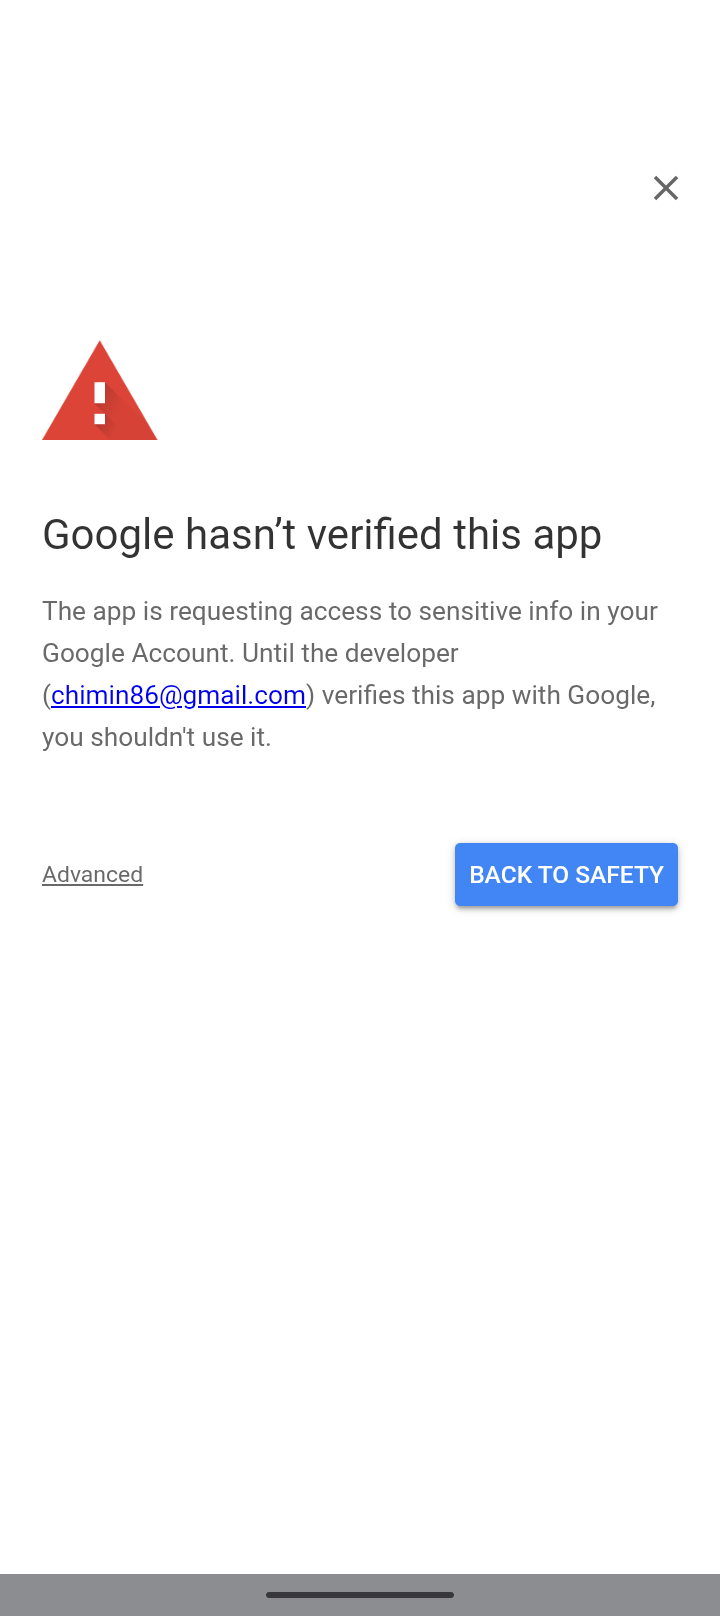 Google hasn’t verified this app
The app is requesting access to sensitive info in your
Google Account. Until the developer
(chimin86@gmail.com) verifies this app with Google,
you shouldn't use it.
Advanced
BACK TO SAFETY